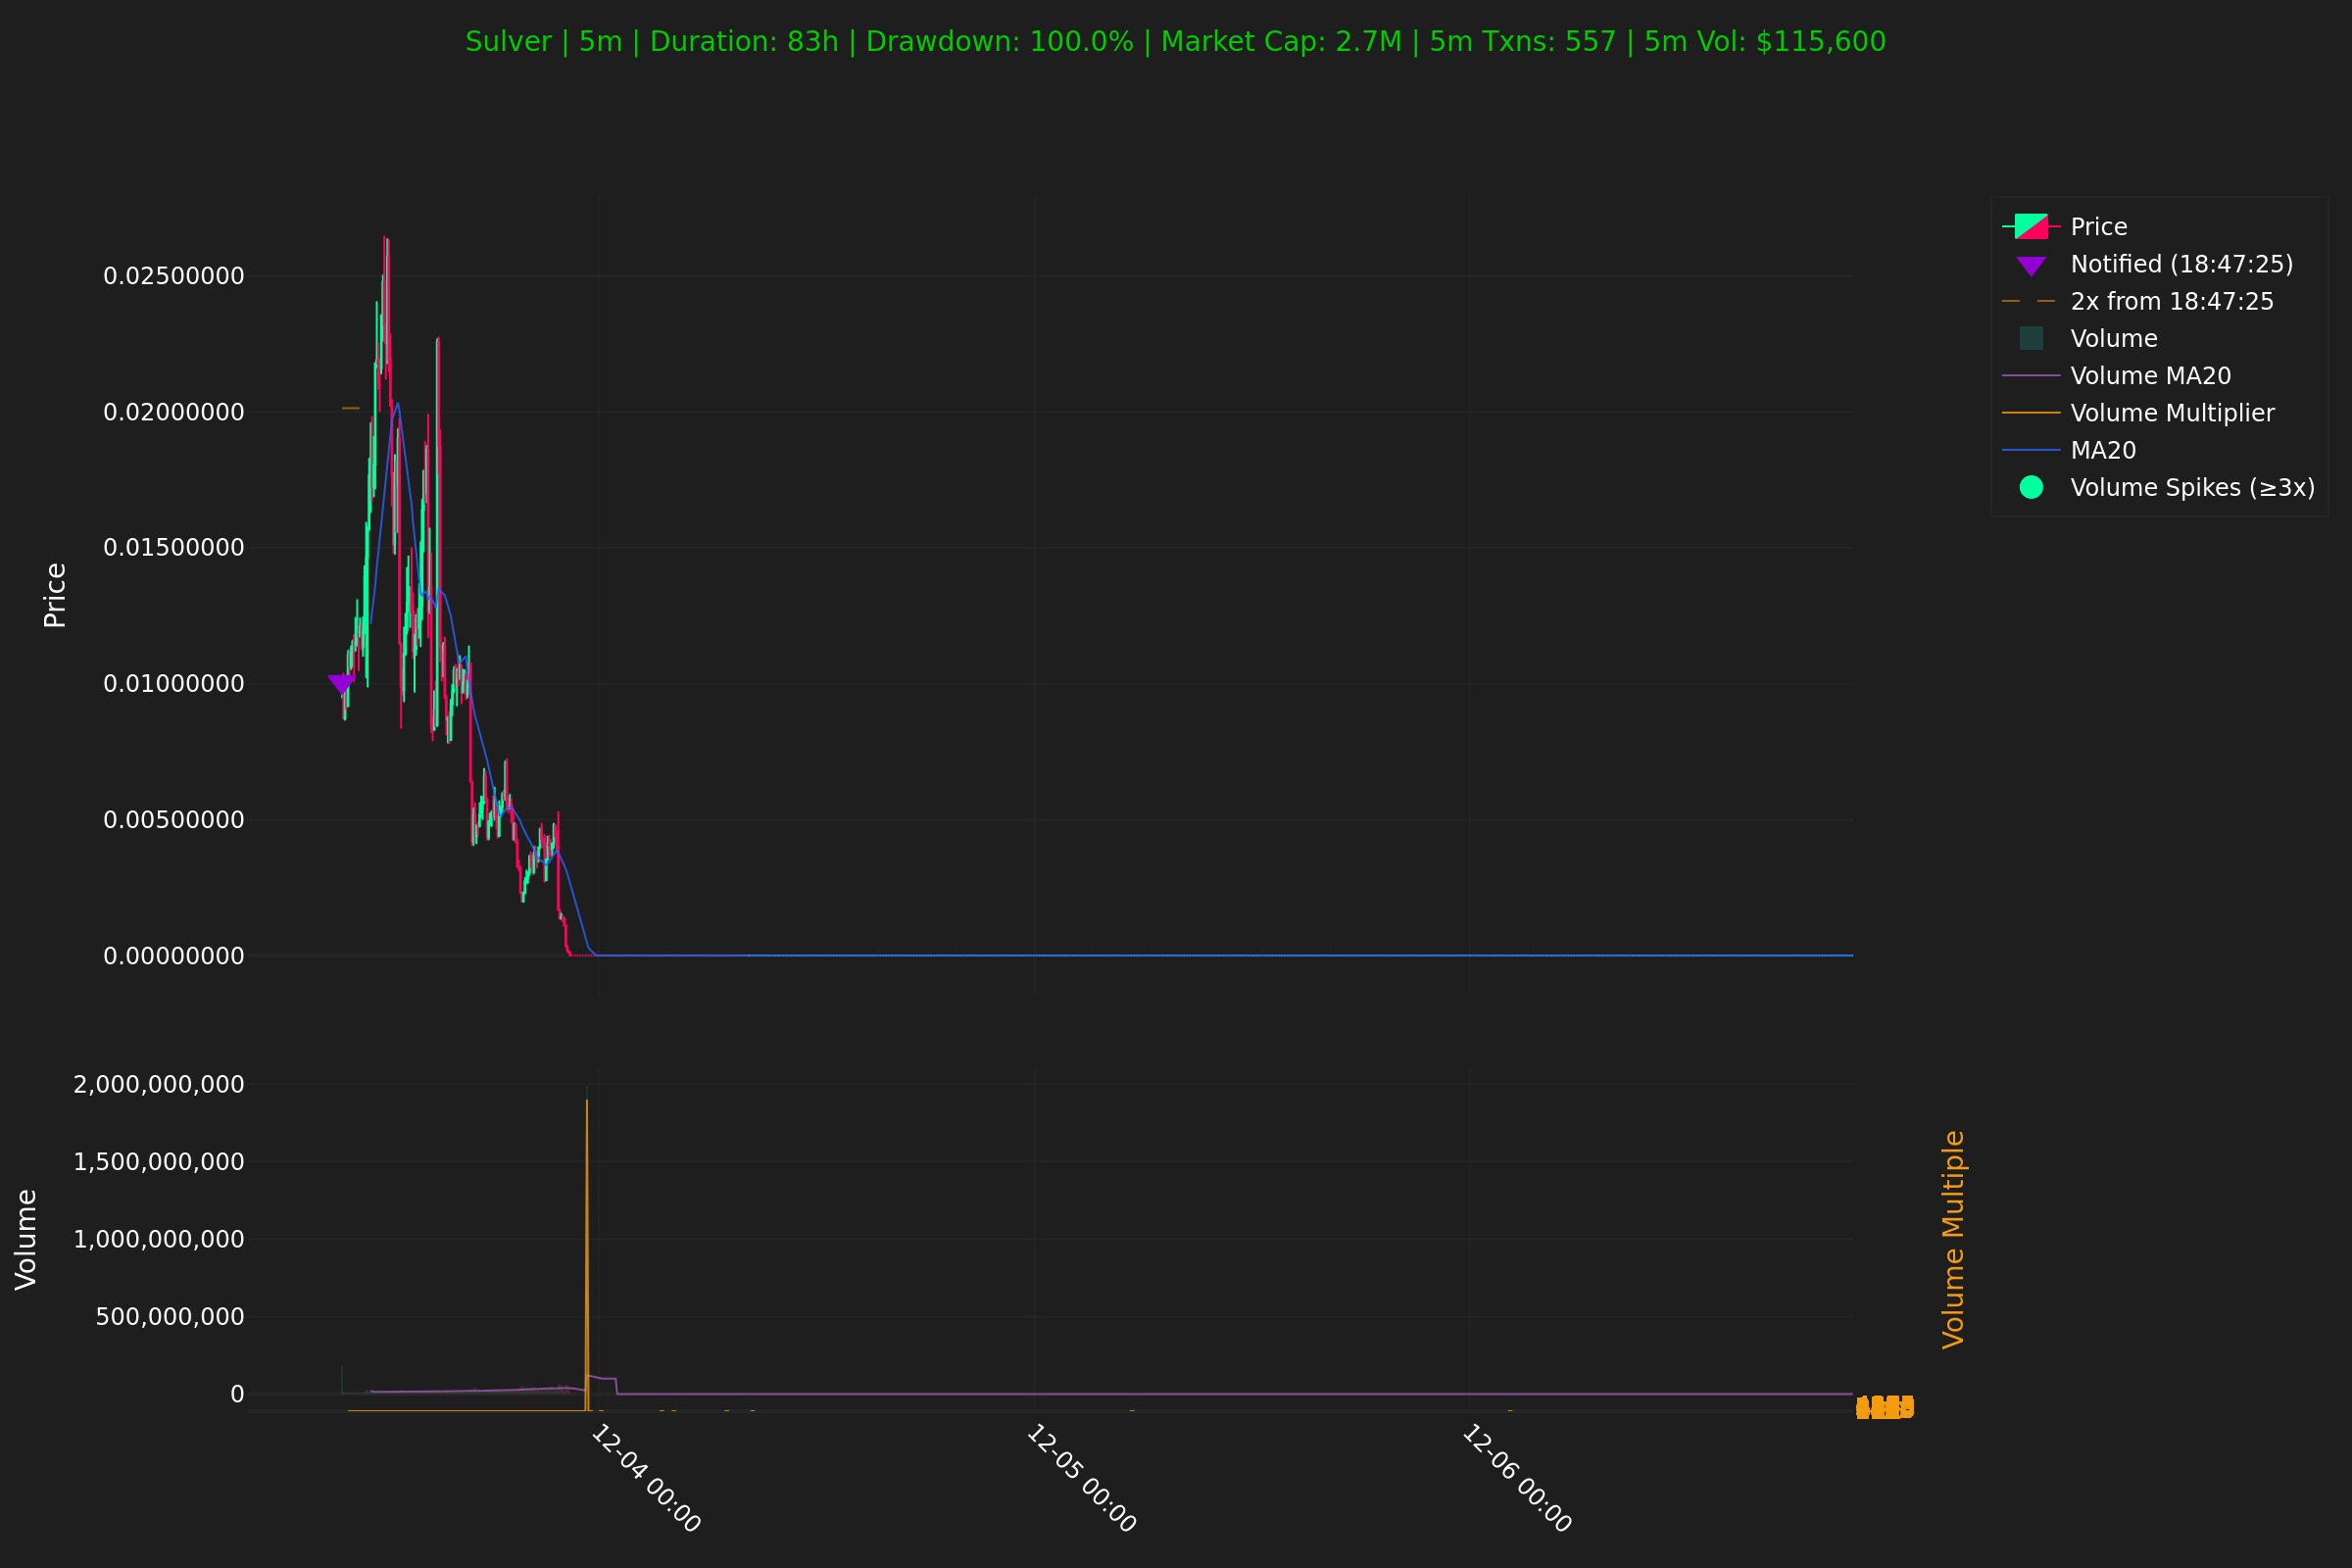 Sulver | 5m | Duration: 83h | Drawdown: 100.0% | Market Cap: 2.7M | 5m Txns: 557 | 5m Vol: $115,600
Price
0.02500000
0.02000000
0.01500000
0.01000000
0.00500000
0.00000000
Price
Notified (18:47:25)
2x from 18:47:25
Volume
Volume MA20
Volume Multiplier
MA20
Volume Spikes (≥3x)
Volume
2,000,000,000
1,500,000,000
1,000,000,000
500,000,000
0
Volume Multiple
12-04 00:00
12-05 00:00
12-06 00:00